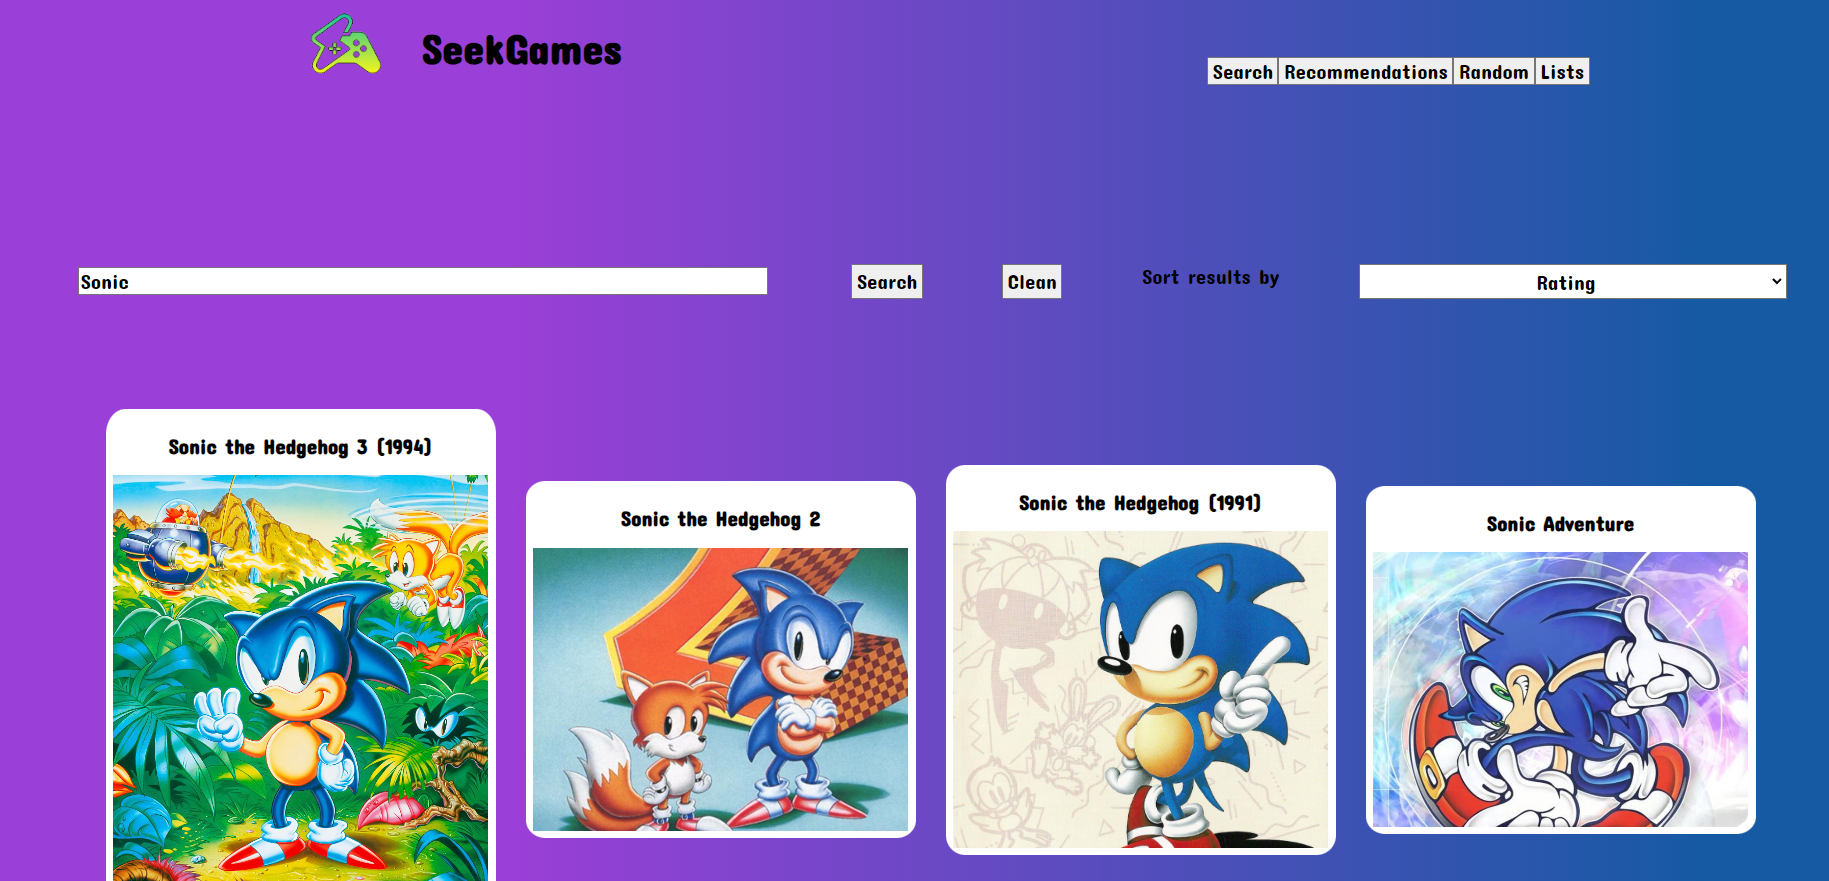 SeekGames
Search Recommendations Random Lists
Sonic Search Clean Sort results by Rating
Sonic the Hedgehog 3 (1994)
Sonic the Hedgehog 2
Sonic the Hedgehog (1991)
Sonic Adventure